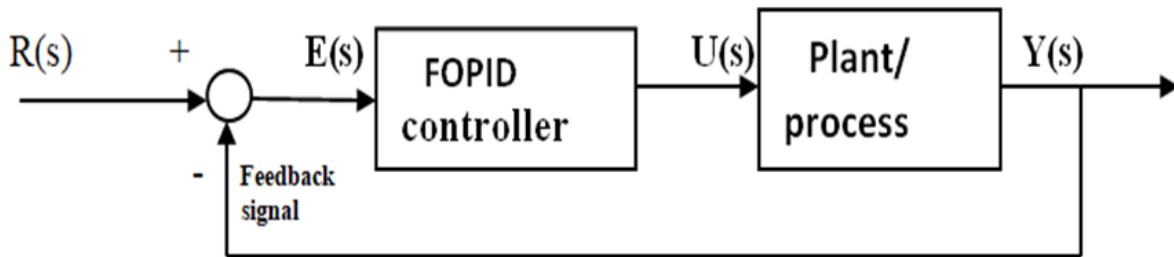 R(s)
+
E(s)
FOPID
controller
U(s)
Plant/
process
Y(s)
-
Feedback
signal